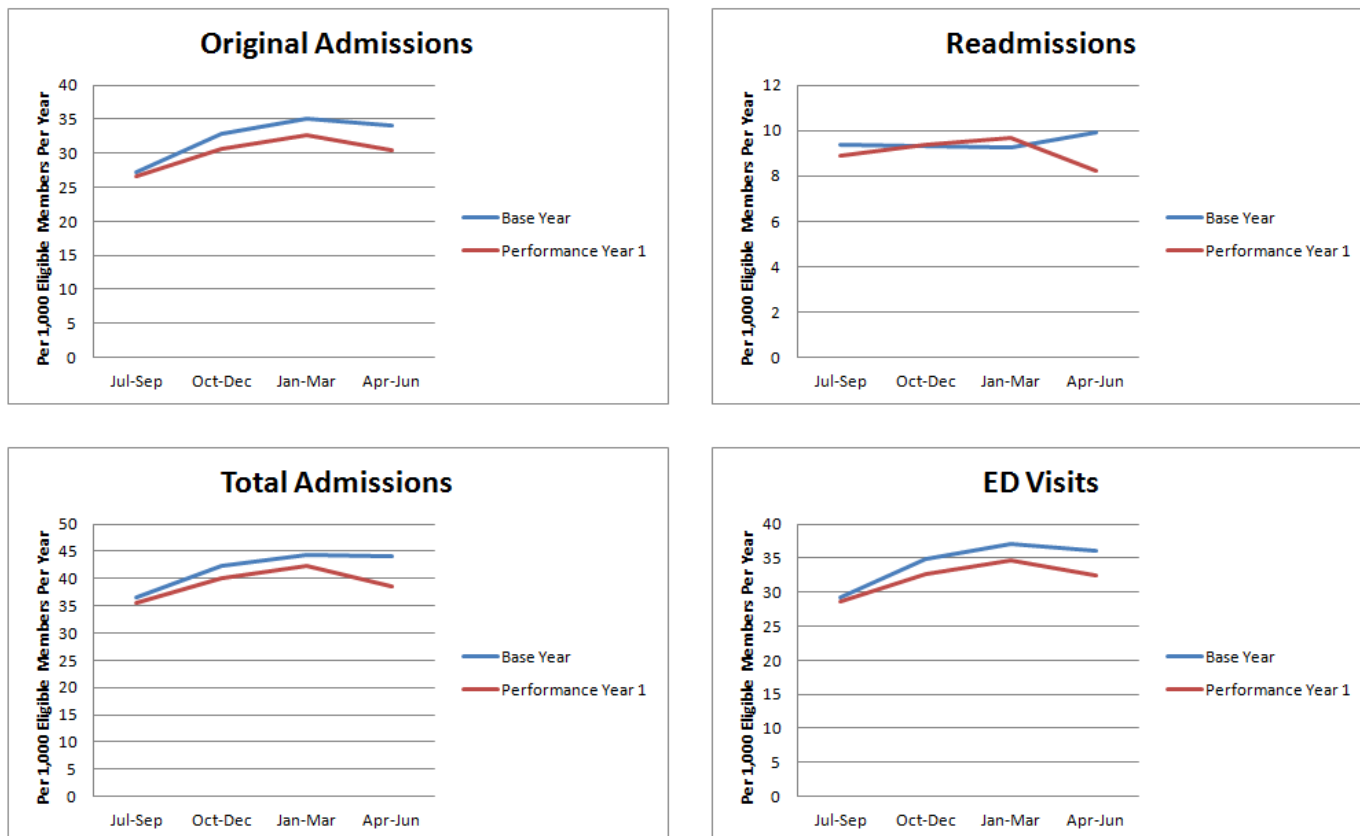 Original Admissions
Per 1,000 Eligible Members Per Year
40
35
30
25
20
15
10
5
0
Jul-Sep Oct-Dec Jan-Mar Apr-Jun
Base Year
Performance Year 1
Readmissions
Per 1,000 Eligible Members Per Year
12
10
8
6
4
2
0
Jul-Sep Oct-Dec Jan-Mar Apr-Jun
Base Year
Performance Year 1
Total Admissions
Per 1,000 Eligible Members Per Year
50
45
40
35
30
25
20
15
10
5
0
Jul-Sep Oct-Dec Jan-Mar Apr-Jun
Base Year
Performance Year 1
ED Visits
Per 1,000 Eligible Members Per Year
40
35
30
25
20
15
10
5
0
Jul-Sep Oct-Dec Jan-Mar Apr-Jun
Base Year
Performance Year 1